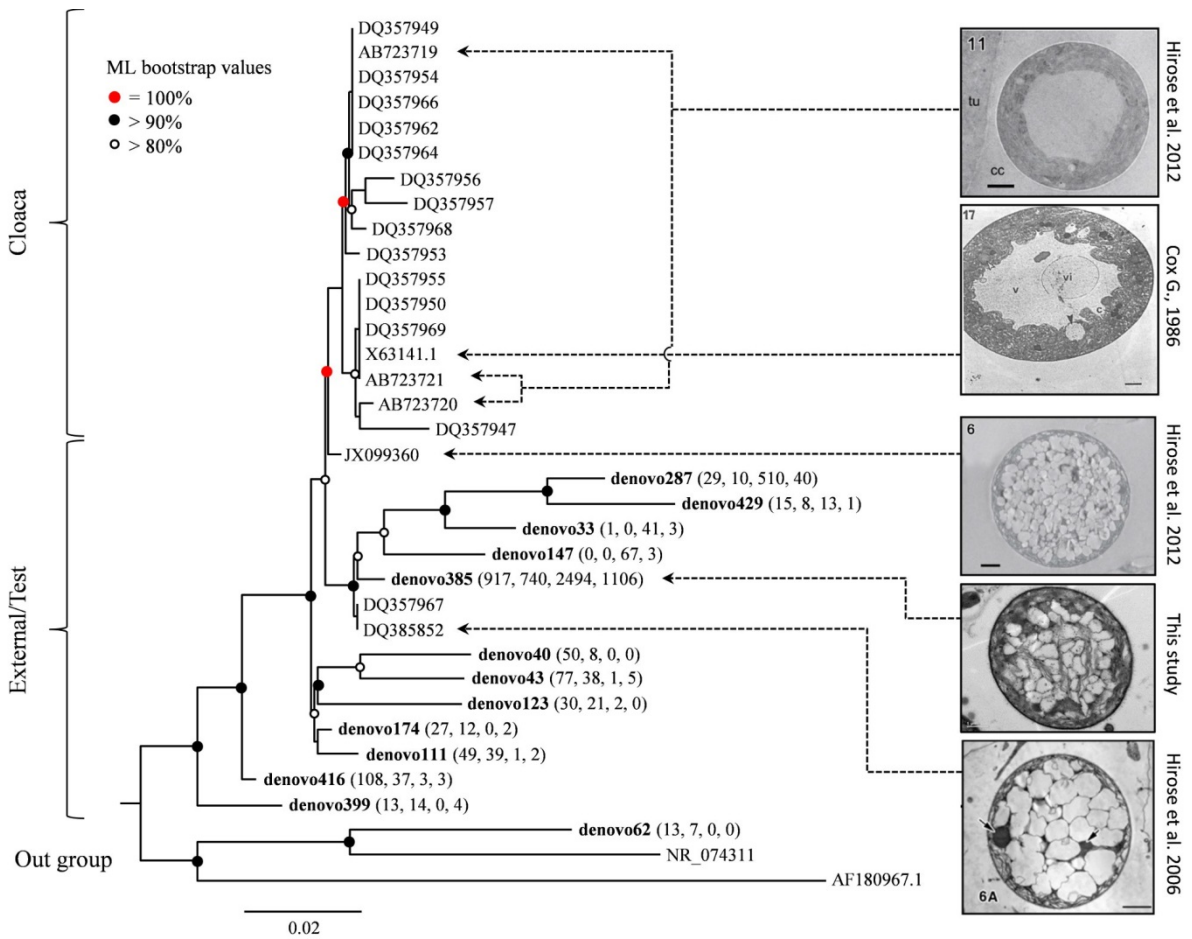 ML bootstrap values
= 100%
> 90%
> 80%
Cloaca
External/Test
Out group
DQ357949
AB723719
DQ357954
DQ357966
DQ357962
DQ357964
DQ357956
DQ357957
DQ357968
DQ357953
DQ357955
DQ357950
DQ357969
X63141.1
AB723721
AB723720
DQ357947
JX099360
denovo287 (29, 10, 510, 40)
denovo429 (15, 8, 13, 1)
denovo33 (1, 0, 41, 3)
denovo147 (0, 0, 67, 3)
denovo385 (917, 740, 2494, 1106)
DQ357967
DQ385852
denovo40 (50, 8, 0, 0)
denovo43 (77, 38, 1, 5)
denovo123 (30, 21, 2, 0)
denovo174 (27, 12, 0, 2)
denovo111 (49, 39, 1, 2)
denovo416 (108, 37, 3, 3)
denovo399 (13, 14, 0, 4)
denovo62 (13, 7, 0, 0)
NR_074311
AF180967.1
0.02
11
tu
cc
Hirose et al. 2012
17
v
vi
c
Cox G., 1986
6
Hirose et al. 2012
This study
6A
Hirose et al. 2006